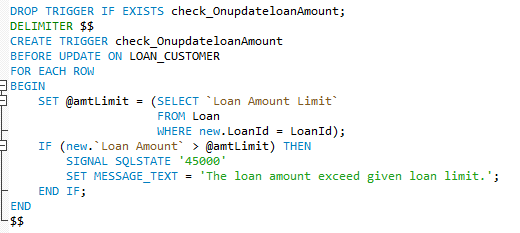 DROP TRIGGER IF EXISTS check_OnupdateloanAmount;
DELIMITER $$
CREATE TRIGGER check_OnupdateloanAmount
BEFORE UPDATE ON LOAN_CUSTOMER
FOR EACH ROW
BEGIN
    SET @amtLimit = (SELECT `Loan Amount Limit`
                     FROM Loan
                     WHERE new.LoanId = LoanId);
    IF (new.`Loan Amount` > @amtLimit) THEN
        SIGNAL SQLSTATE '45000'
        SET MESSAGE_TEXT = 'The loan amount exceed given loan limit.';
    END IF;
END
$$